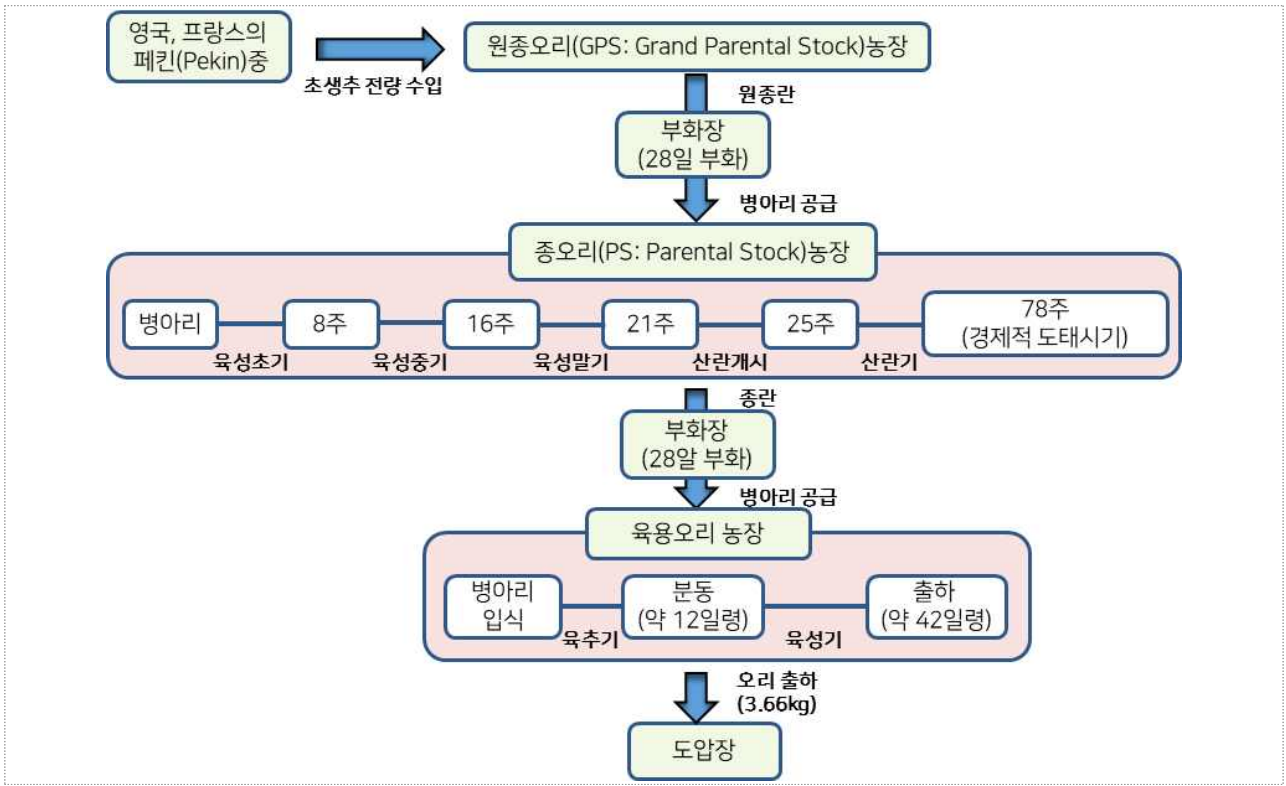 영국, 프랑스의
페킨(Pekin)중
초생추 전량 수입
원종오리(GPS: Grand Parental Stock)농장
원종란
부화장
(28일 부화)
병아리 공급
종오리(PS: Parental Stock)농장
병아리
8주
16주
21주
25주
78주
(경제적 도태시기)
육성초기
육성중기
육성말기
산란개시
산란기
종란
부화장
(28알 부화)
병아리 공급
육용오리 농장
병아리
입식
분동
(약 12일령)
출하
(약 42일령)
육추기
육성기
오리 출하
(3.66kg)
도압장